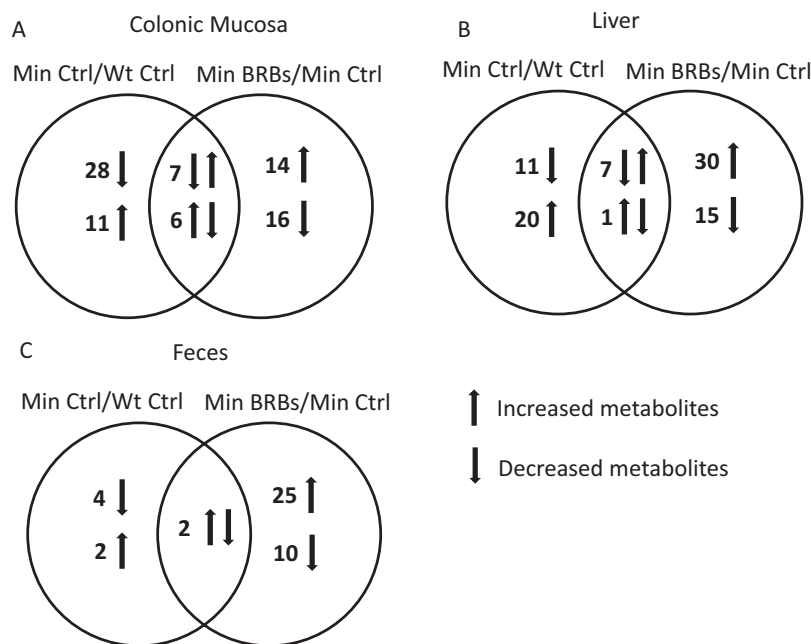 A
Colonic Mucosa
Min Ctrl/Wt Ctrl
Min BRBs/Min Ctrl
28 ↓
7 ↓ ↑
14 ↑
11 ↑
6 ↑ ↓
16 ↓
B
Liver
Min Ctrl/Wt Ctrl
Min BRBs/Min Ctrl
11 ↓
7 ↓ ↑
30 ↑
20 ↑
1 ↑ ↓
15 ↓
C
Feces
Min Ctrl/Wt Ctrl
Min BRBs/Min Ctrl
4 ↓
2 ↑ ↓
25 ↑
2 ↑
10 ↓
↑ Increased metabolites
↓ Decreased metabolites